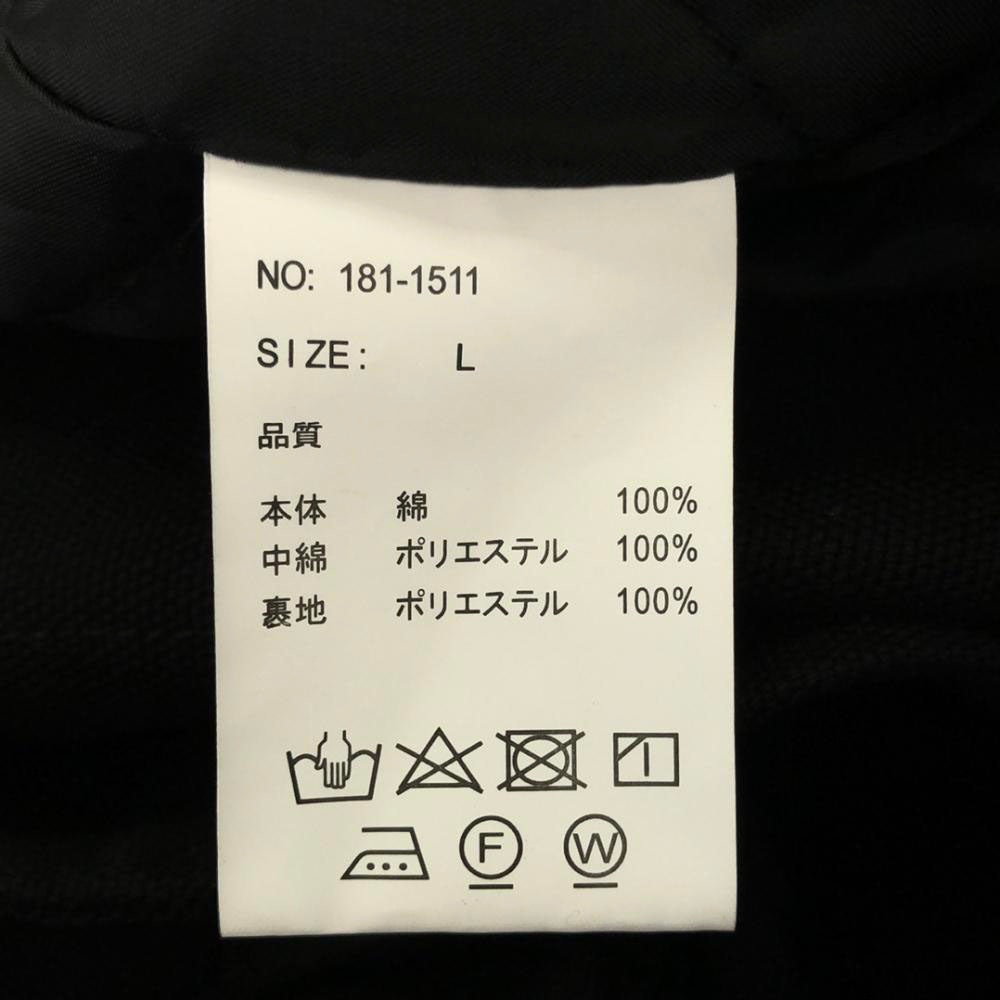 NO: 181-1511
SIZE: L
品質
本体 綿 100%
中綿 ポリエステル 100%
裏地 ポリエステル 100%
F W